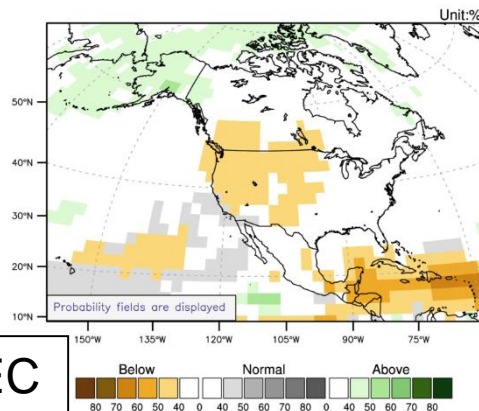 Unit:%
50°N
40°N
30°N
20°N
10°N
Probability fields are displayed
150°W 120°W 105°W 90°W 75°W
EC
Below Normal Above
80 70 60 50 40 0 40 50 60 70 80 0 40 50 60 70 80